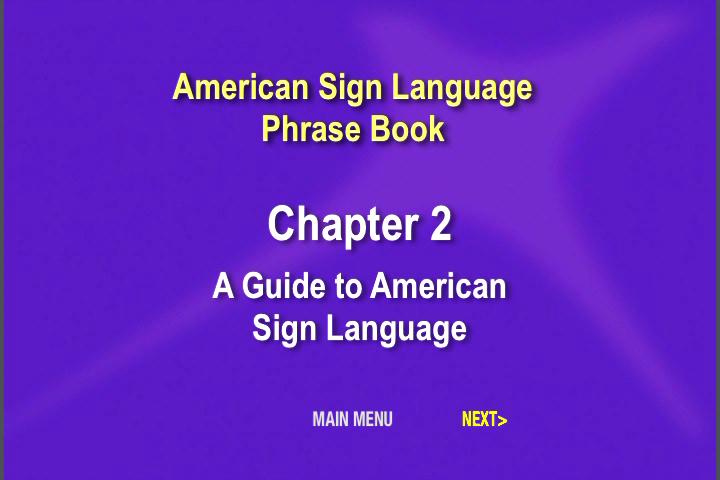 American Sign Language
Phrase Book
Chapter 2
A Guide to American
Sign Language
MAIN MENU NEXT>